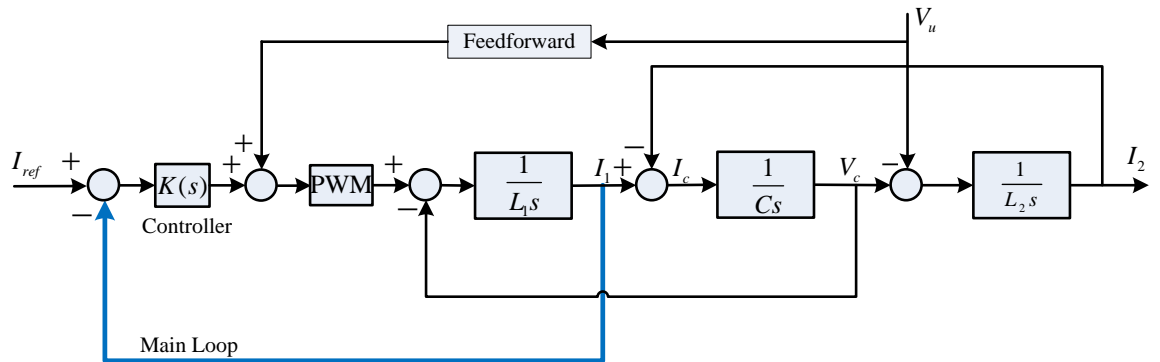 V_u
Feedforward
I_ref
+
−
K(s)
Controller
+
+
PWM
+
−
1
L_1 s
I_1
+
−
I_c
1
Cs
V_c
−
1
L_2 s
I_2
Main Loop